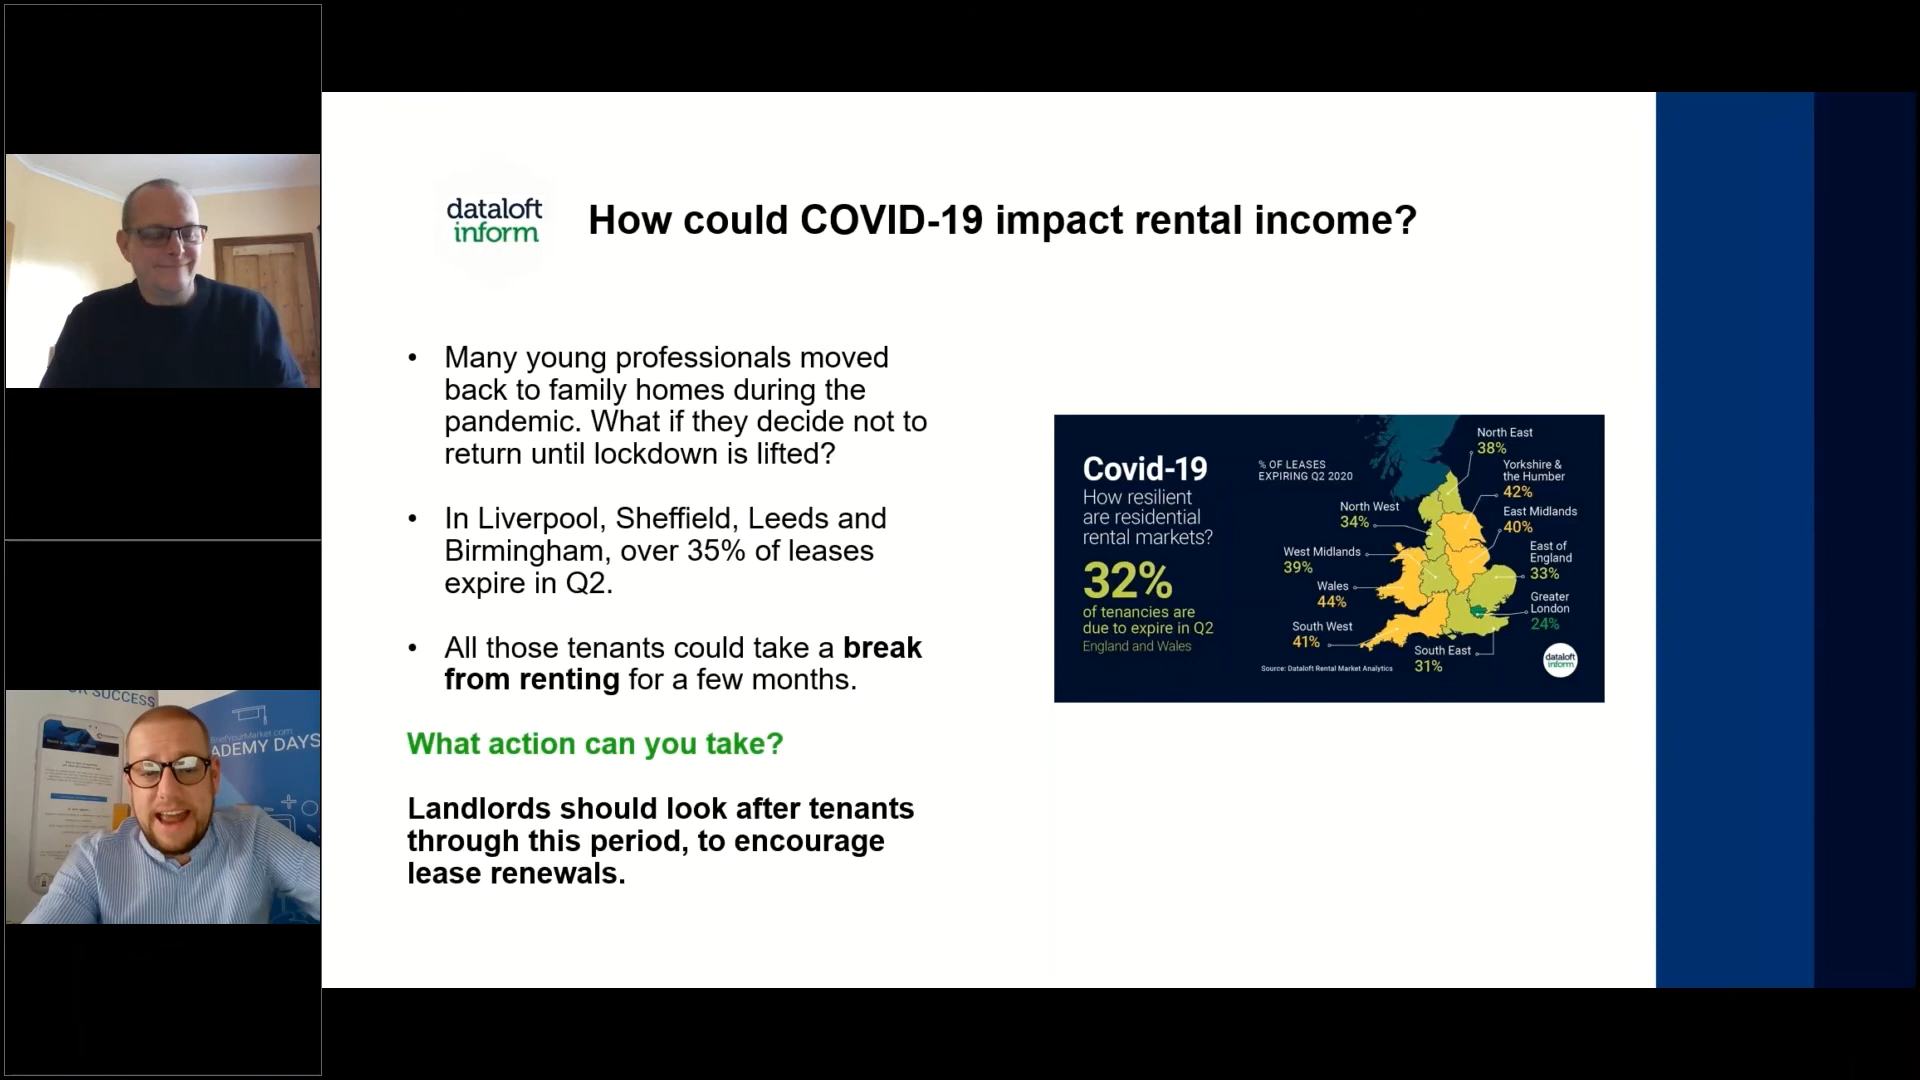 dataloft
inform
How could COVID-19 impact rental income?
• Many young professionals moved
back to family homes during the
pandemic. What if they decide not to
return until lockdown is lifted?
• In Liverpool, Sheffield, Leeds and
Birmingham, over 35% of leases
expire in Q2.
• All those tenants could take a break
from renting for a few months.
What action can you take?
Landlords should look after tenants
through this period, to encourage
lease renewals.
Covid-19
How resilient
are residential
rental markets?
32%
of tenancies are
due to expire in Q2
England and Wales
% OF LEASES
EXPIRING Q2 2020
North East
38%
Yorkshire &
the Humber
42%
North West
34%
East Midlands
40%
West Midlands
39%
East of
England
33%
Wales
44%
Greater
London
24%
South West
41%
South East
31%
Source: Dataloft Rental Market Analytics
dataloft
inform
SUCCESS
BriefYourMarket.com
ADEMY DAYS